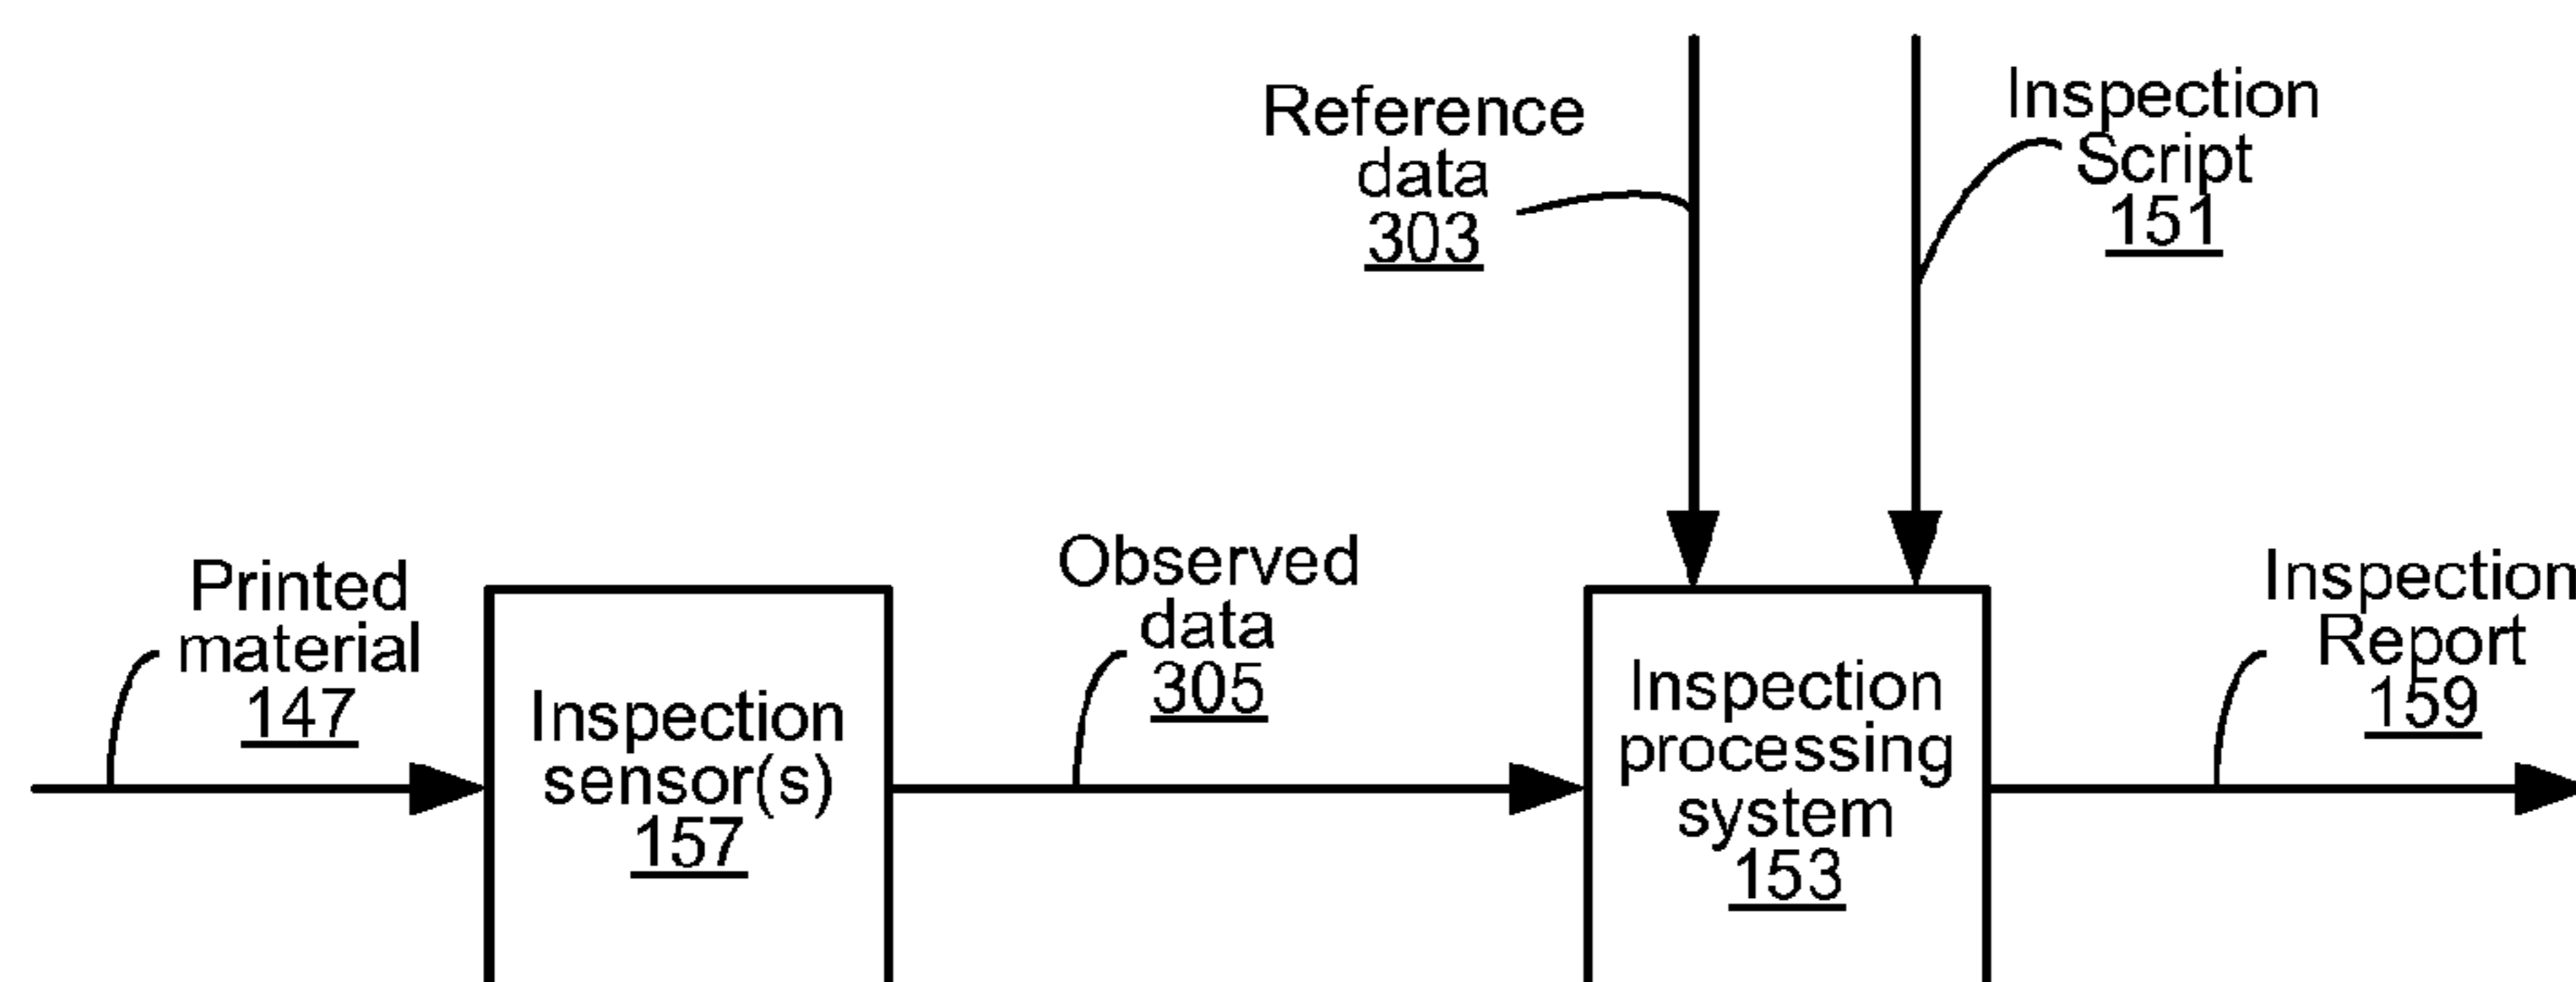 Reference
data
303
Inspection
Script
151
Printed
material
147
Inspection
sensor(s)
157
Observed
data
305
Inspection
processing
system
153
Inspection
Report
159